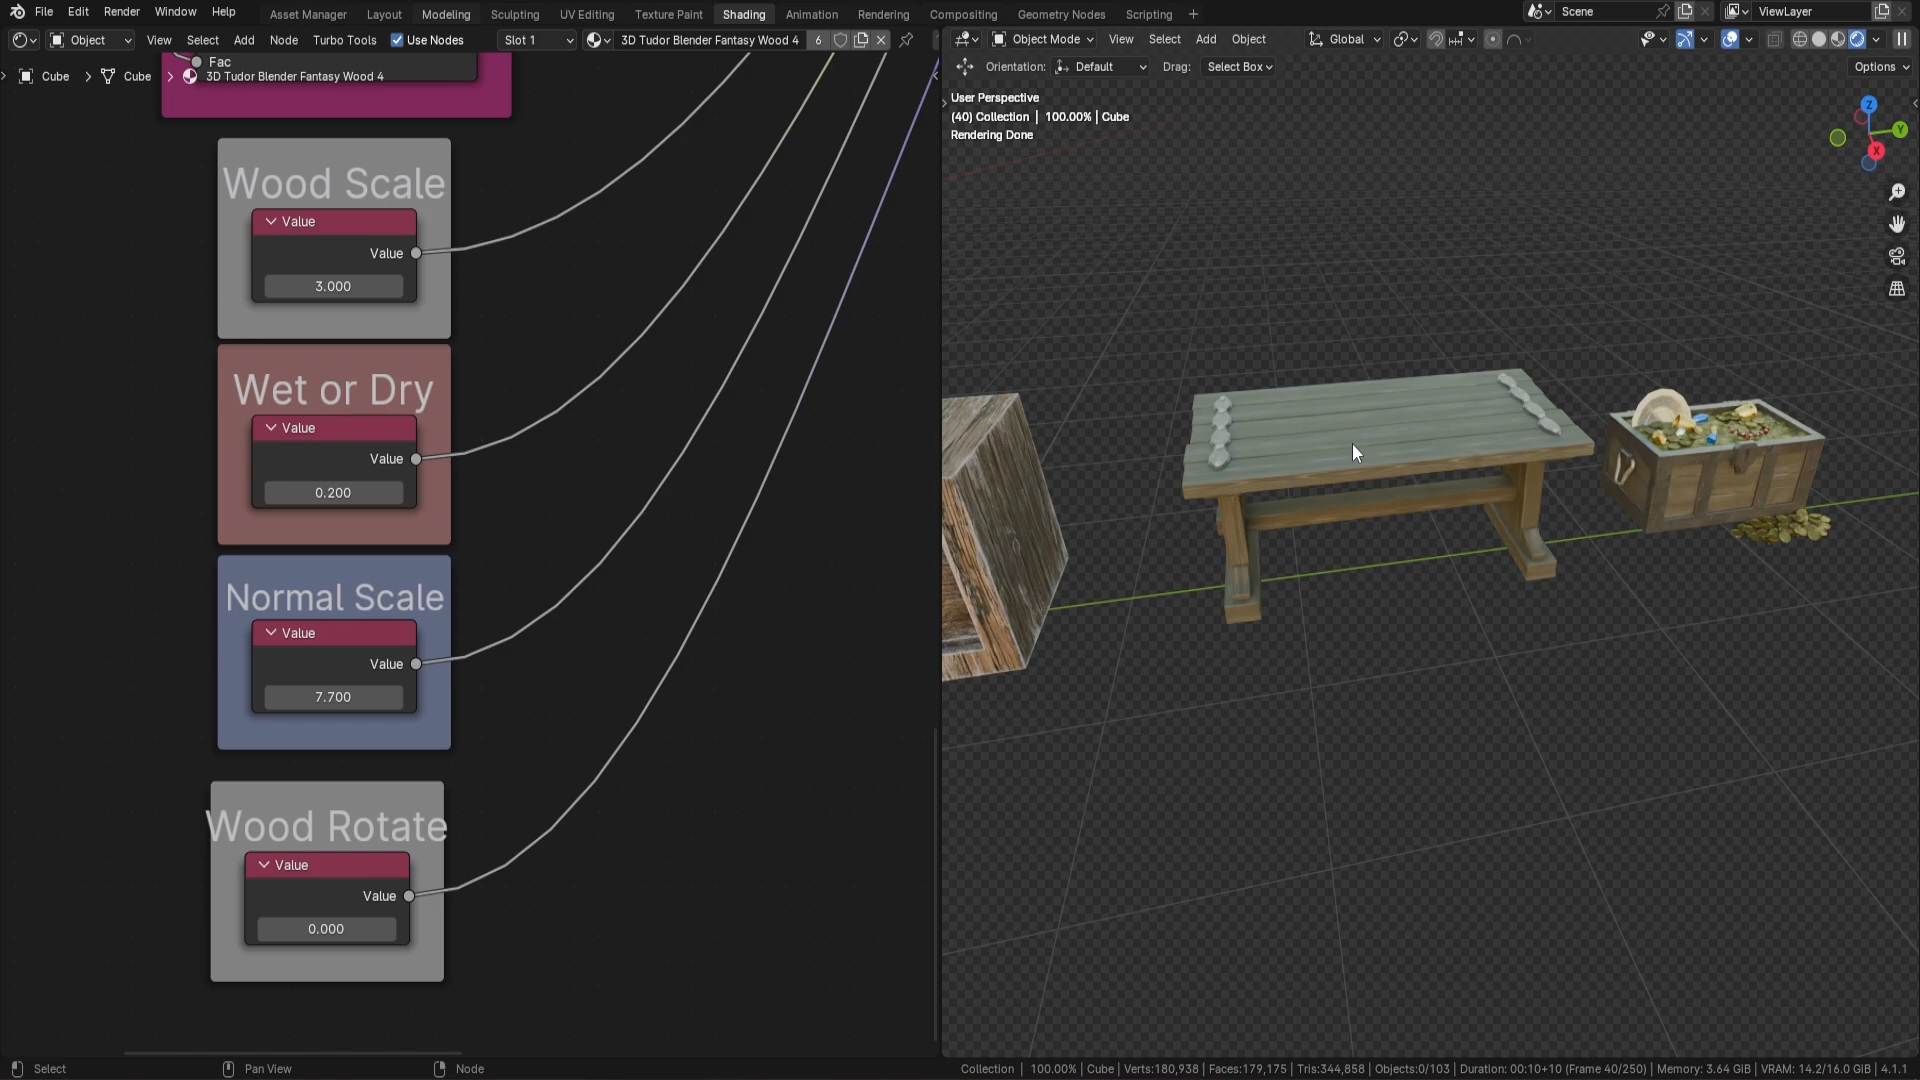 File Edit Render Window Help Asset Manager Layout Modeling Sculpting UV Editing Texture Paint Shading Animation Rendering Compositing Geometry Nodes Scripting + Scene ViewLayer
Object View Select Add Node Turbo Tools Use Nodes Slot 1 3D Tudor Blender Fantasy Wood 4 6 Object Mode View Select Add Object Global
Fac
Cube Cube 3D Tudor Blender Fantasy Wood 4
Orientation: Default Drag: Select Box Options
User Perspective
(40) Collection | 100.00% | Cube
Rendering Done
Z
Y
X
Wood Scale
Value
Value
3.000
Wet or Dry
Value
Value
0.200
Normal Scale
Value
Value
7.700
Wood Rotate
Value
Value
0.000
Select Pan View Node Collection | 100.00% | Cube | Verts:180,938 | Faces:179,175 | Tris:344,858 | Objects:0/103 | Duration: 00:10+10 (Frame 40/250) | Memory: 3.64 GiB | VRAM: 14.2/16.0 GiB | 4.1.1